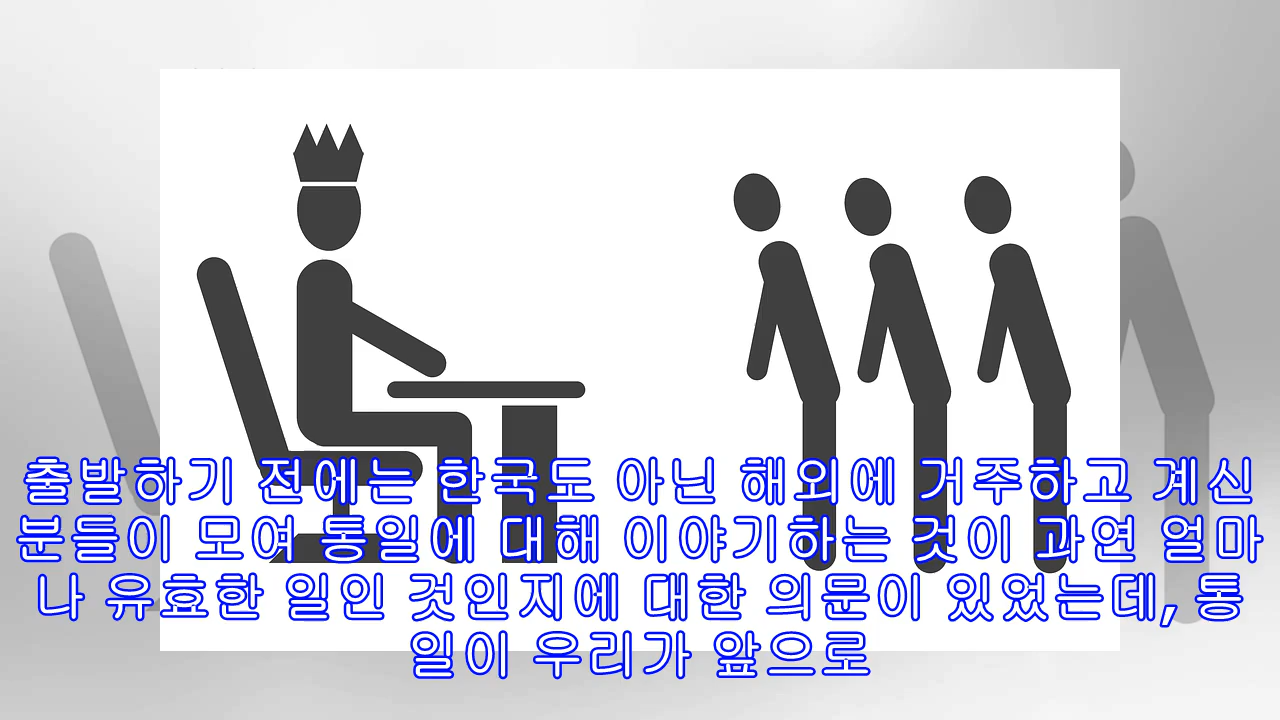 출발하기 전에는 한국도 아닌 해외에 거주하고 계신
분들이 모여 통일에 대해 이야기하는 것이 과연 얼마
나 유효한 일인 것인지에 대한 의문이 있었는데, 통
일이 우리가 앞으로